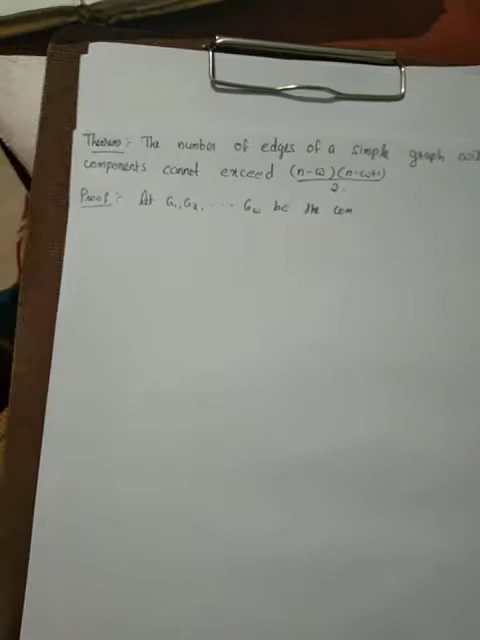 Theorem :- The number of edges of a simple graph
components cannot exceed (n-ω)(n-ω+1)/2.
Proof :- let G₁, G₂, .... Gω be the com